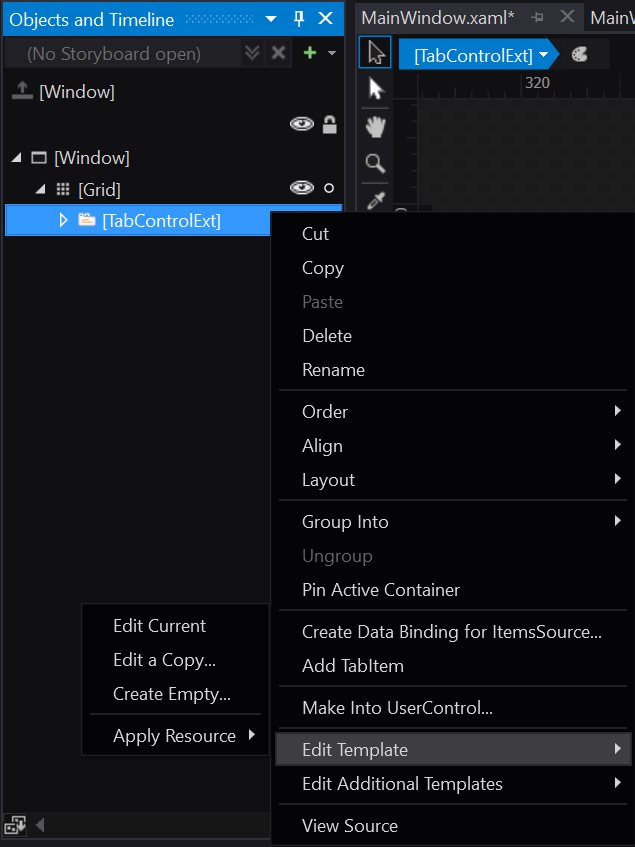 Objects and Timeline
(No Storyboard open)
[Window]
[Window]
[Grid]
[TabControlExt]
MainWindow.xaml*
MainW
[TabControlExt]
320
Cut
Copy
Paste
Delete
Rename
Order
Align
Layout
Group Into
Ungroup
Pin Active Container
Create Data Binding for ItemsSource...
Add TabItem
Make Into UserControl...
Edit Template
Edit Additional Templates
View Source
Edit Current
Edit a Copy...
Create Empty...
Apply Resource